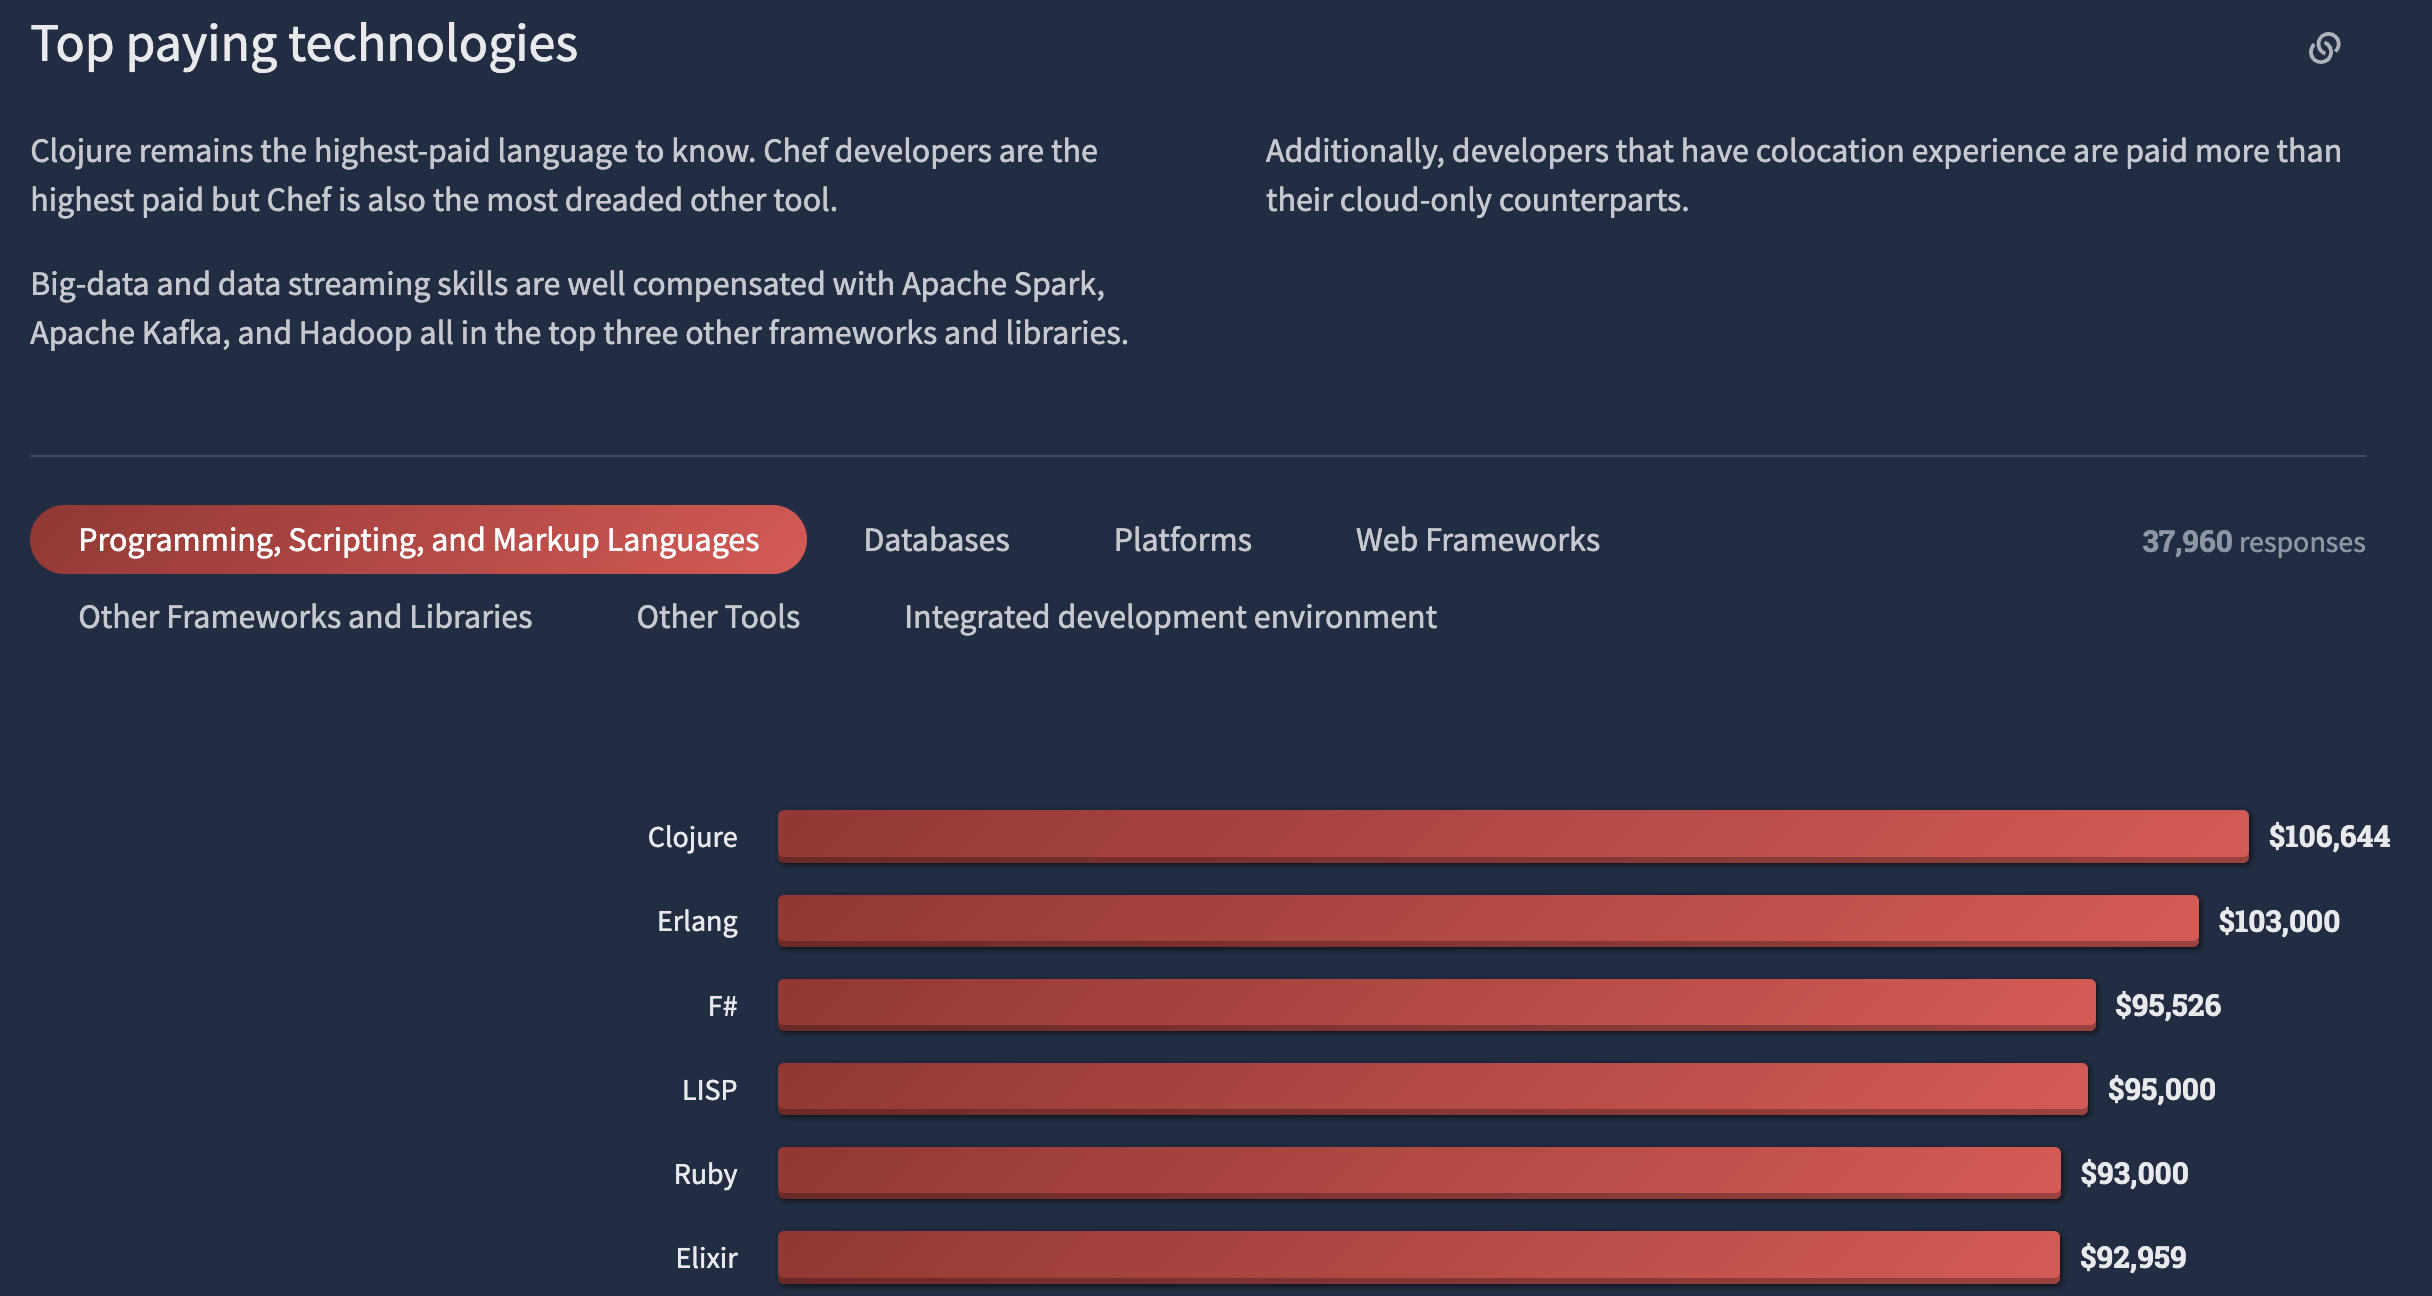 Top paying technologies
Clojure remains the highest-paid language to know. Chef developers are the
highest paid but Chef is also the most dreaded other tool.
Big-data and data streaming skills are well compensated with Apache Spark,
Apache Kafka, and Hadoop all in the top three other frameworks and libraries.
Additionally, developers that have colocation experience are paid more than
their cloud-only counterparts.
Programming, Scripting, and Markup Languages Databases Platforms Web Frameworks 37,960 responses
Other Frameworks and Libraries Other Tools Integrated development environment
Clojure $106,644
Erlang $103,000
F# $95,526
LISP $95,000
Ruby $93,000
Elixir $92,959